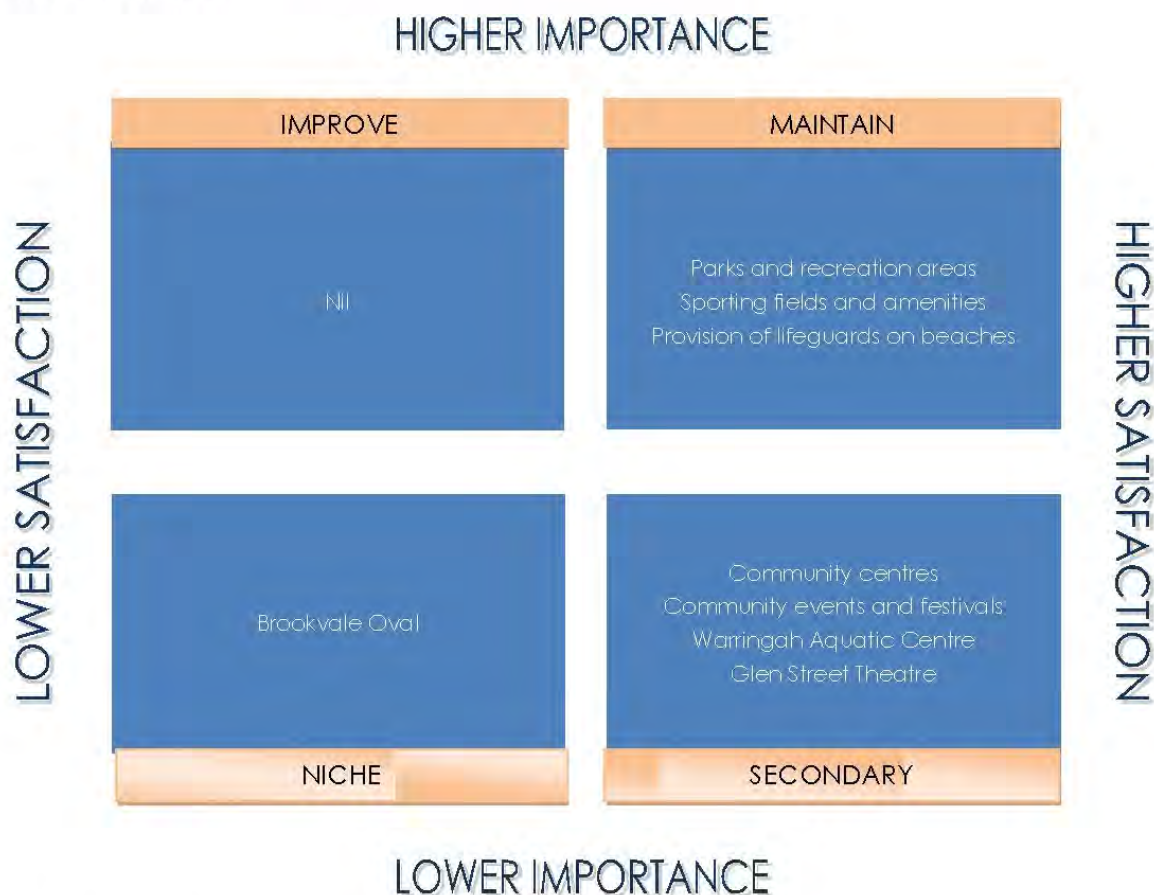 HIGHER IMPORTANCE
IMPROVE
MAINTAIN
LOWER SATISFACTION
Nil
Parks and recreation areas
Sporting fields and amenities
Provision of lifeguards on beaches
HIGHER SATISFACTION
Brookvale Oval
Community centres
Community events and festivals
Warringah Aquatic Centre
Glen Street Theatre
NICHE
SECONDARY
LOWER IMPORTANCE